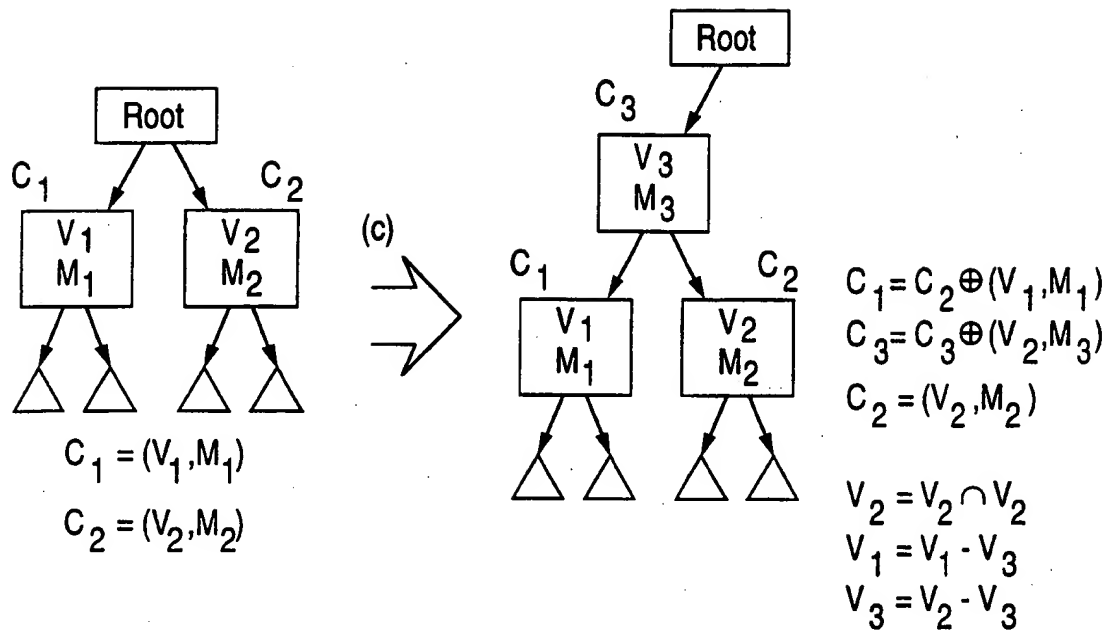 Root
C1 C2
V1
M1
V2
M2
C1 = (V1,M1)
C2 = (V2,M2)
(c)
Root
C3
V3
M3
C1 C2
V1
M1
V2
M2
C1 = C2 ⊕ (V1,M1)
C3 = C3 ⊕ (V2,M3)
C2 = (V2,M2)
V2 = V2 ∩ V2
V1 = V1 - V3
V3 = V2 - V3